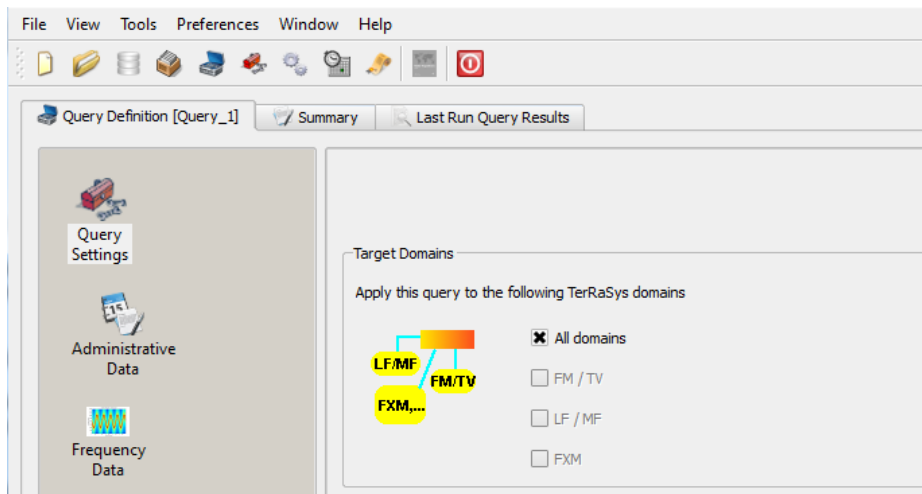 File View Tools Preferences Window Help
Query Definition [Query_1] Summary Last Run Query Results
Query
Settings
Administrative
Data
Frequency
Data
Target Domains
Apply this query to the following TerRaSys domains
LF/MF
FM/TV
FXM,...
All domains
FM / TV
LF / MF
FXM